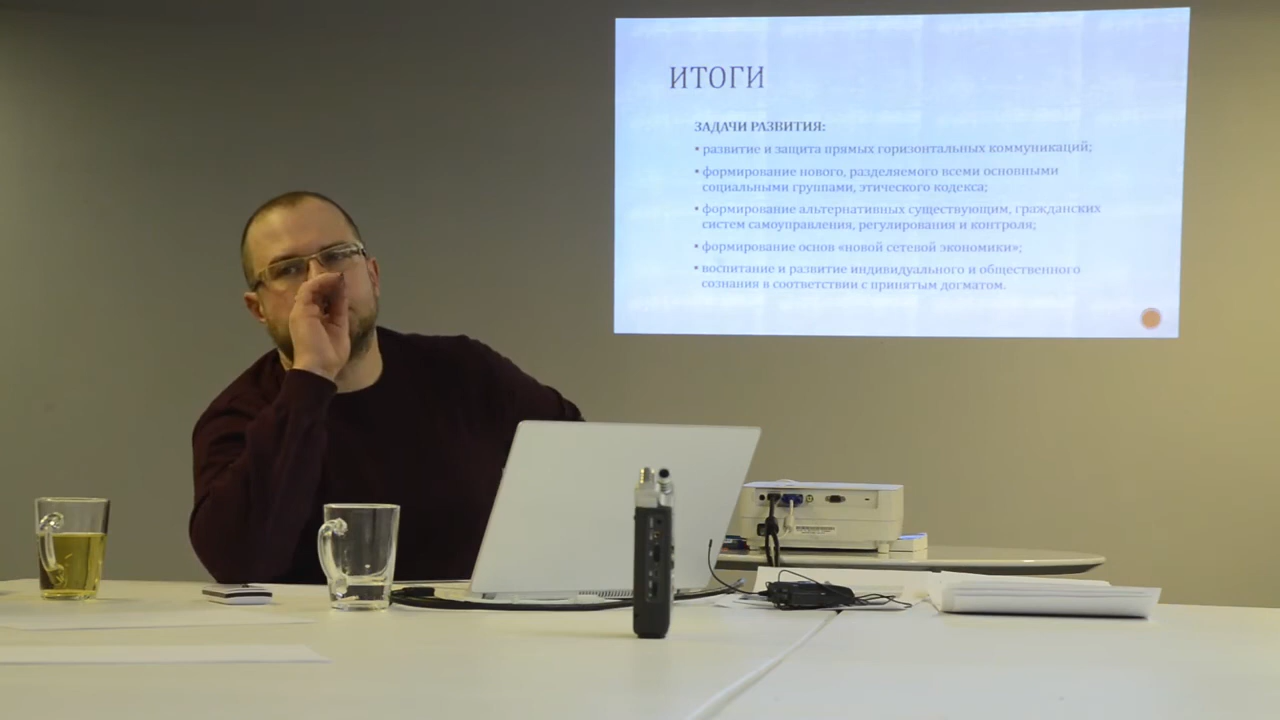 ИТОГИ
ЗАДАЧИ РАЗВИТИЯ:
▪ развитие и защита прямых горизонтальных коммуникаций;
▪ формирование нового, разделяемого всеми основными
социальными группами, этического кодекса;
▪ формирование альтернативных существующим, гражданских
систем самоуправления, регулирования и контроля;
▪ формирование основ «новой сетевой экономики»;
▪ воспитание и развитие индивидуального и общественного
сознания в соответствии с принятым догматом.